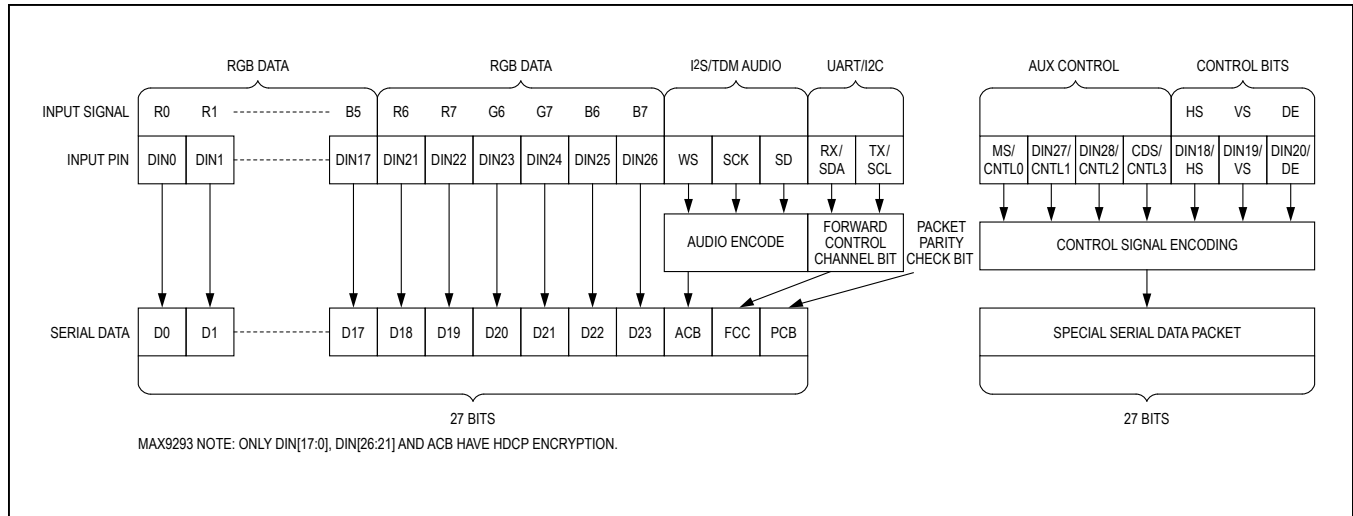 RGB DATA RGB DATA I²S/TDM AUDIO UART/I2C AUX CONTROL CONTROL BITS
INPUT SIGNAL R0 R1 B5 R6 R7 G6 G7 B6 B7 HS VS DE
INPUT PIN DIN0 DIN1 DIN17 DIN21 DIN22 DIN23 DIN24 DIN25 DIN26 WS SCK SD RX/SDA TX/SCL MS/CNTL0 DIN27/CNTL1 DIN28/CNTL2 CDS/CNTL3 DIN18/HS DIN19/VS DIN20/DE
AUDIO ENCODE
FORWARD
CONTROL
CHANNEL BIT
PACKET
PARITY
CHECK BIT
CONTROL SIGNAL ENCODING
SERIAL DATA D0 D1 D17 D18 D19 D20 D21 D22 D23 ACB FCC PCB SPECIAL SERIAL DATA PACKET
27 BITS 27 BITS
MAX9293 NOTE: ONLY DIN[17:0], DIN[26:21] AND ACB HAVE HDCP ENCRYPTION.